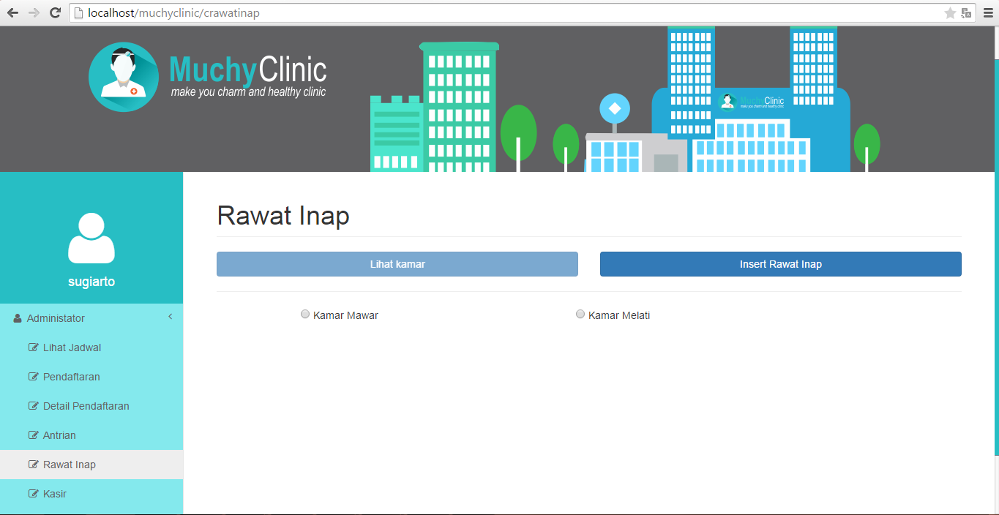 localhost/muchyclinic/crawatinap
MuchyClinic
make you charm and healthy clinic
MuchyClinic
make you charm and healthy clinic
sugiarto
Administator
Lihat Jadwal
Pendaftaran
Detail Pendaftaran
Antrian
Rawat Inap
Kasir
Rawat Inap
Lihat kamar
Insert Rawat Inap
Kamar Mawar
Kamar Melati